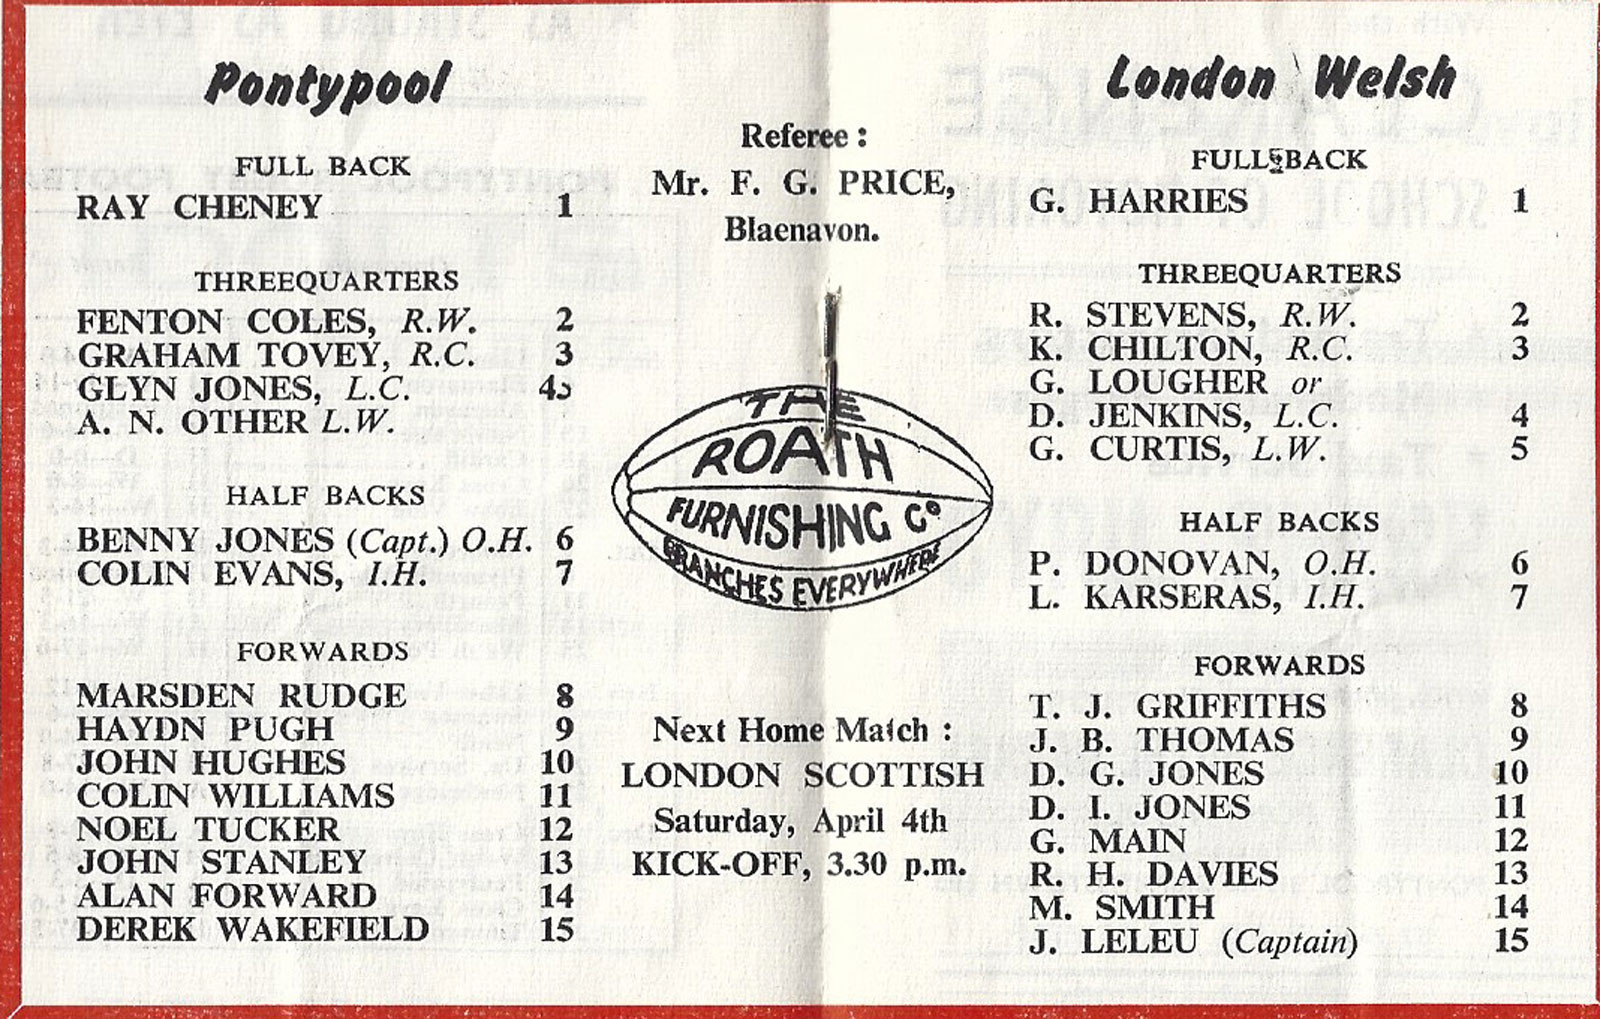 Pontypool
FULL BACK
RAY CHENEY 1
THREEQUARTERS
FENTON COLES, R.W. 2
GRAHAM TOVEY, R.C. 3
GLYN JONES, L.C. 4
A. N. OTHER L.W. 5
HALF BACKS
BENNY JONES (Capt.) O.H. 6
COLIN EVANS, I.H. 7
FORWARDS
MARSDEN RUDGE 8
HAYDN PUGH 9
JOHN HUGHES 10
COLIN WILLIAMS 11
NOEL TUCKER 12
JOHN STANLEY 13
ALAN FORWARD 14
DEREK WAKEFIELD 15
Referee :
Mr. F. G. PRICE,
Blaenavon.
THE
ROATH
FURNISHING Co
BRANCHES EVERYWHERE
Next Home Match :
LONDON SCOTTISH
Saturday, April 4th
KICK-OFF, 3.30 p.m.
London Welsh
FULL BACK
G. HARRIES 1
THREEQUARTERS
R. STEVENS, R.W. 2
K. CHILTON, R.C. 3
G. LOUGHER or
D. JENKINS, L.C. 4
G. CURTIS, L.W. 5
HALF BACKS
P. DONOVAN, O.H. 6
L. KARSERAS, I.H. 7
FORWARDS
T. J. GRIFFITHS 8
J. B. THOMAS 9
D. G. JONES 10
D. I. JONES 11
G. MAIN 12
R. H. DAVIES 13
M. SMITH 14
J. LELEU (Captain) 15